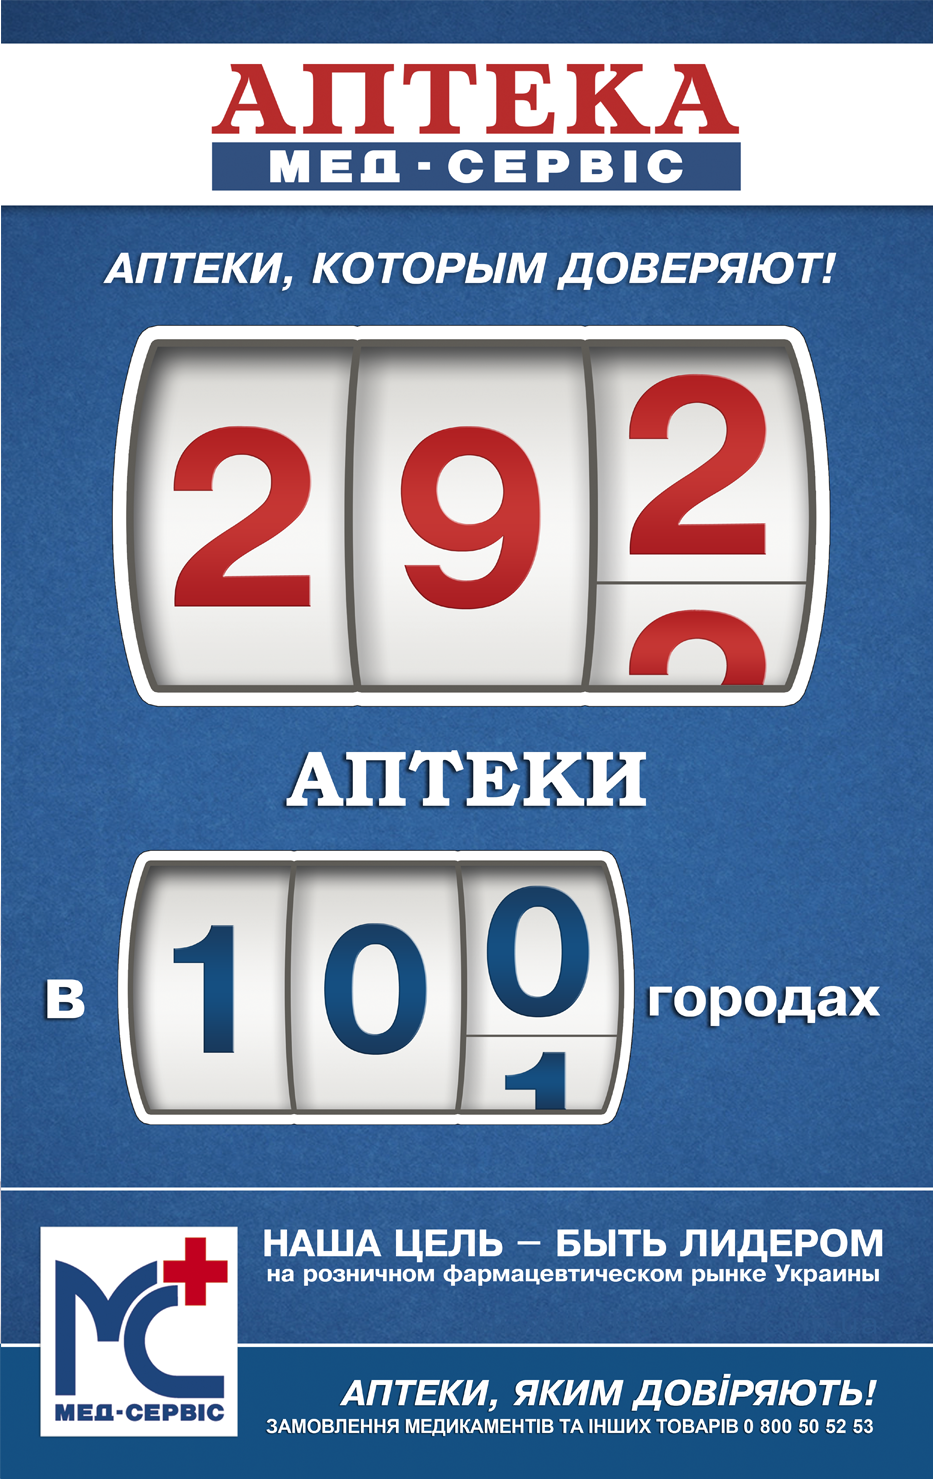 АПТЕКА
МЕД-СЕРВІС
АПТЕКИ, КОТОРЫМ ДОВЕРЯЮТ!
292
АПТЕКИ
в 100 городах
1
НАША ЦЕЛЬ – БЫТЬ ЛИДЕРОМ
на розничном фармацевтическом рынке Украины
МС
МЕД-СЕРВІС
АПТЕКИ, ЯКИМ ДОВіРЯЮТЬ!
ЗАМОВЛЕННЯ МЕДИКАМЕНТІВ ТА ІНШИХ ТОВАРІВ 0 800 50 52 53